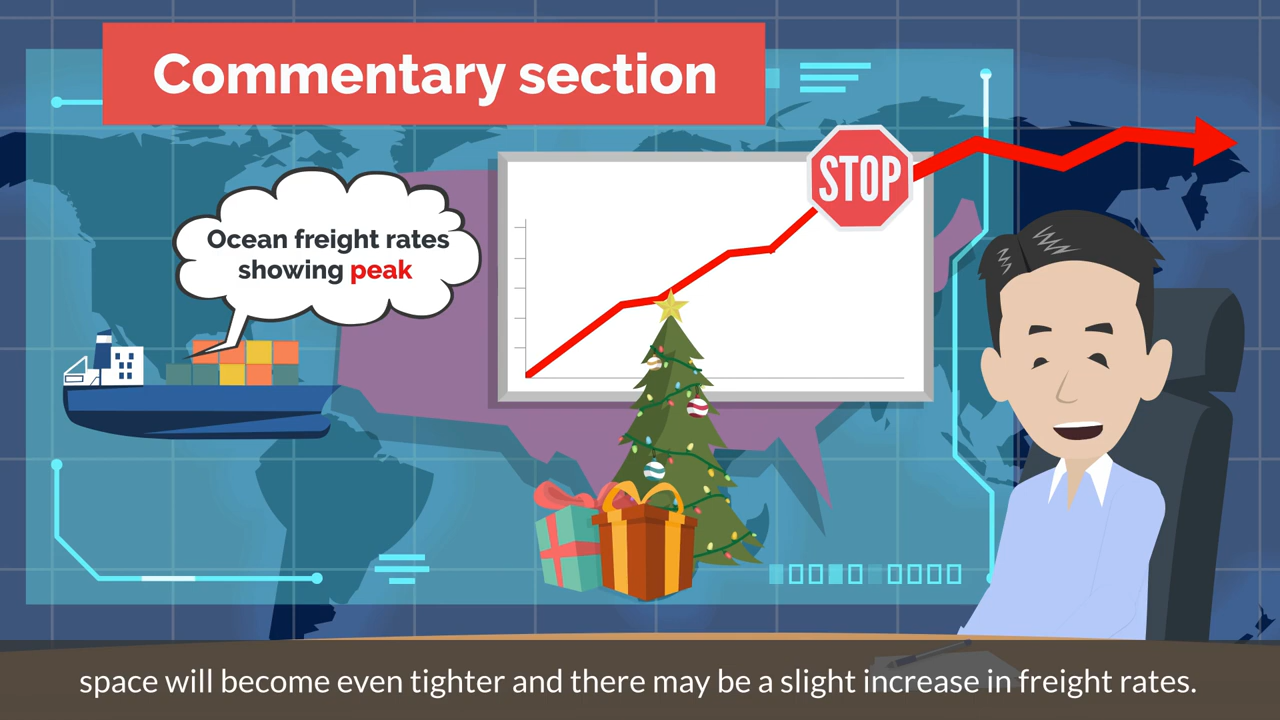 Commentary section
STOP
Ocean freight rates
showing peak
space will become even tighter and there may be a slight increase in freight rates.